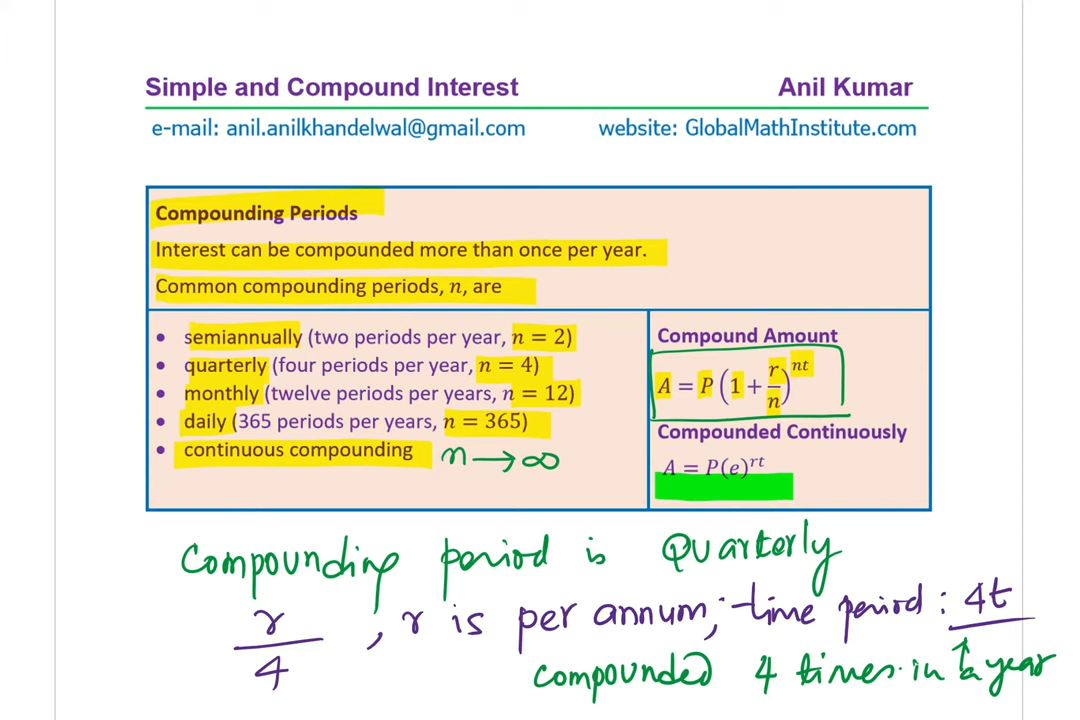 Simple and Compound Interest Anil Kumar
e-mail: anil.anilkhandelwal@gmail.com website: GlobalMathInstitute.com
Compounding Periods
Interest can be compounded more than once per year.
Common compounding periods, n, are
• semiannually (two periods per year, n = 2)
• quarterly (four periods per year, n = 4)
• monthly (twelve periods per years, n = 12)
• daily (365 periods per years, n = 365)
• continuous compounding n → ∞
Compound Amount
A = P(1 + r/n)^nt
Compounded Continuously
A = P(e)^rt
Compounding period is Quarterly
r/4, r is per annum; time period: 4t
↑
compounded 4 times in a year